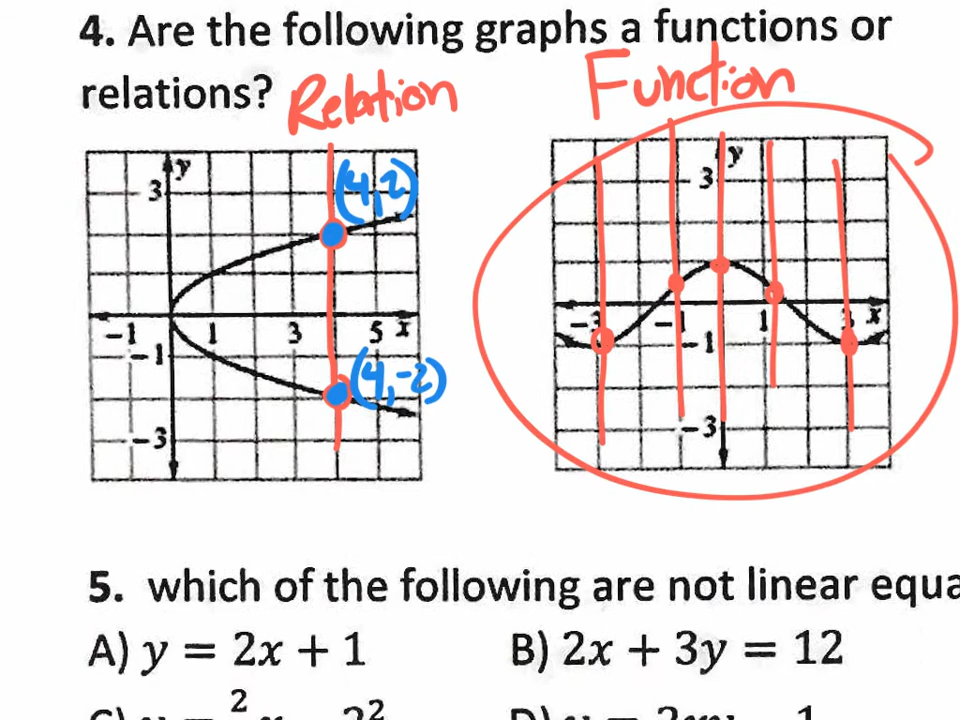 4. Are the following graphs a functions or
relations? Relation Function
y
3
(4,2)
-1 1 3 5 x
-1
(4,-2)
-3
y
3
-3 -1 1 3 x
-1
-3
5. which of the following are not linear equa
A) y = 2x + 1 B) 2x + 3y = 12